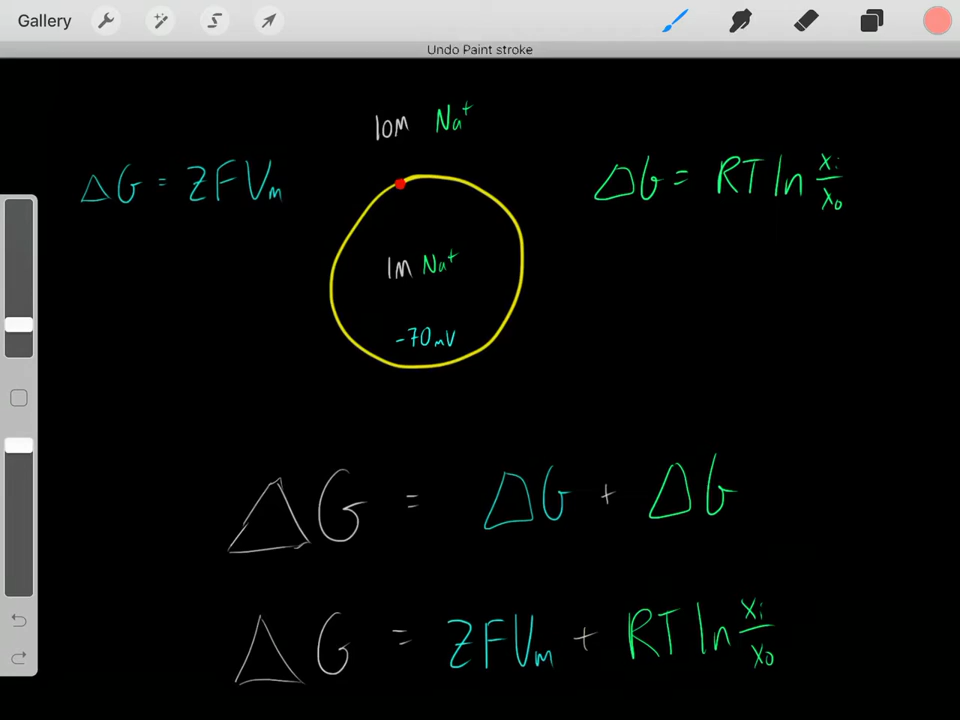 Gallery
Undo Paint stroke
10M Na⁺
ΔG = ZFVm
ΔG = RT ln xi/xo
1M Na⁺
-70mV
ΔG = ΔG + ΔG
ΔG = ZFVm + RT ln xi/xo